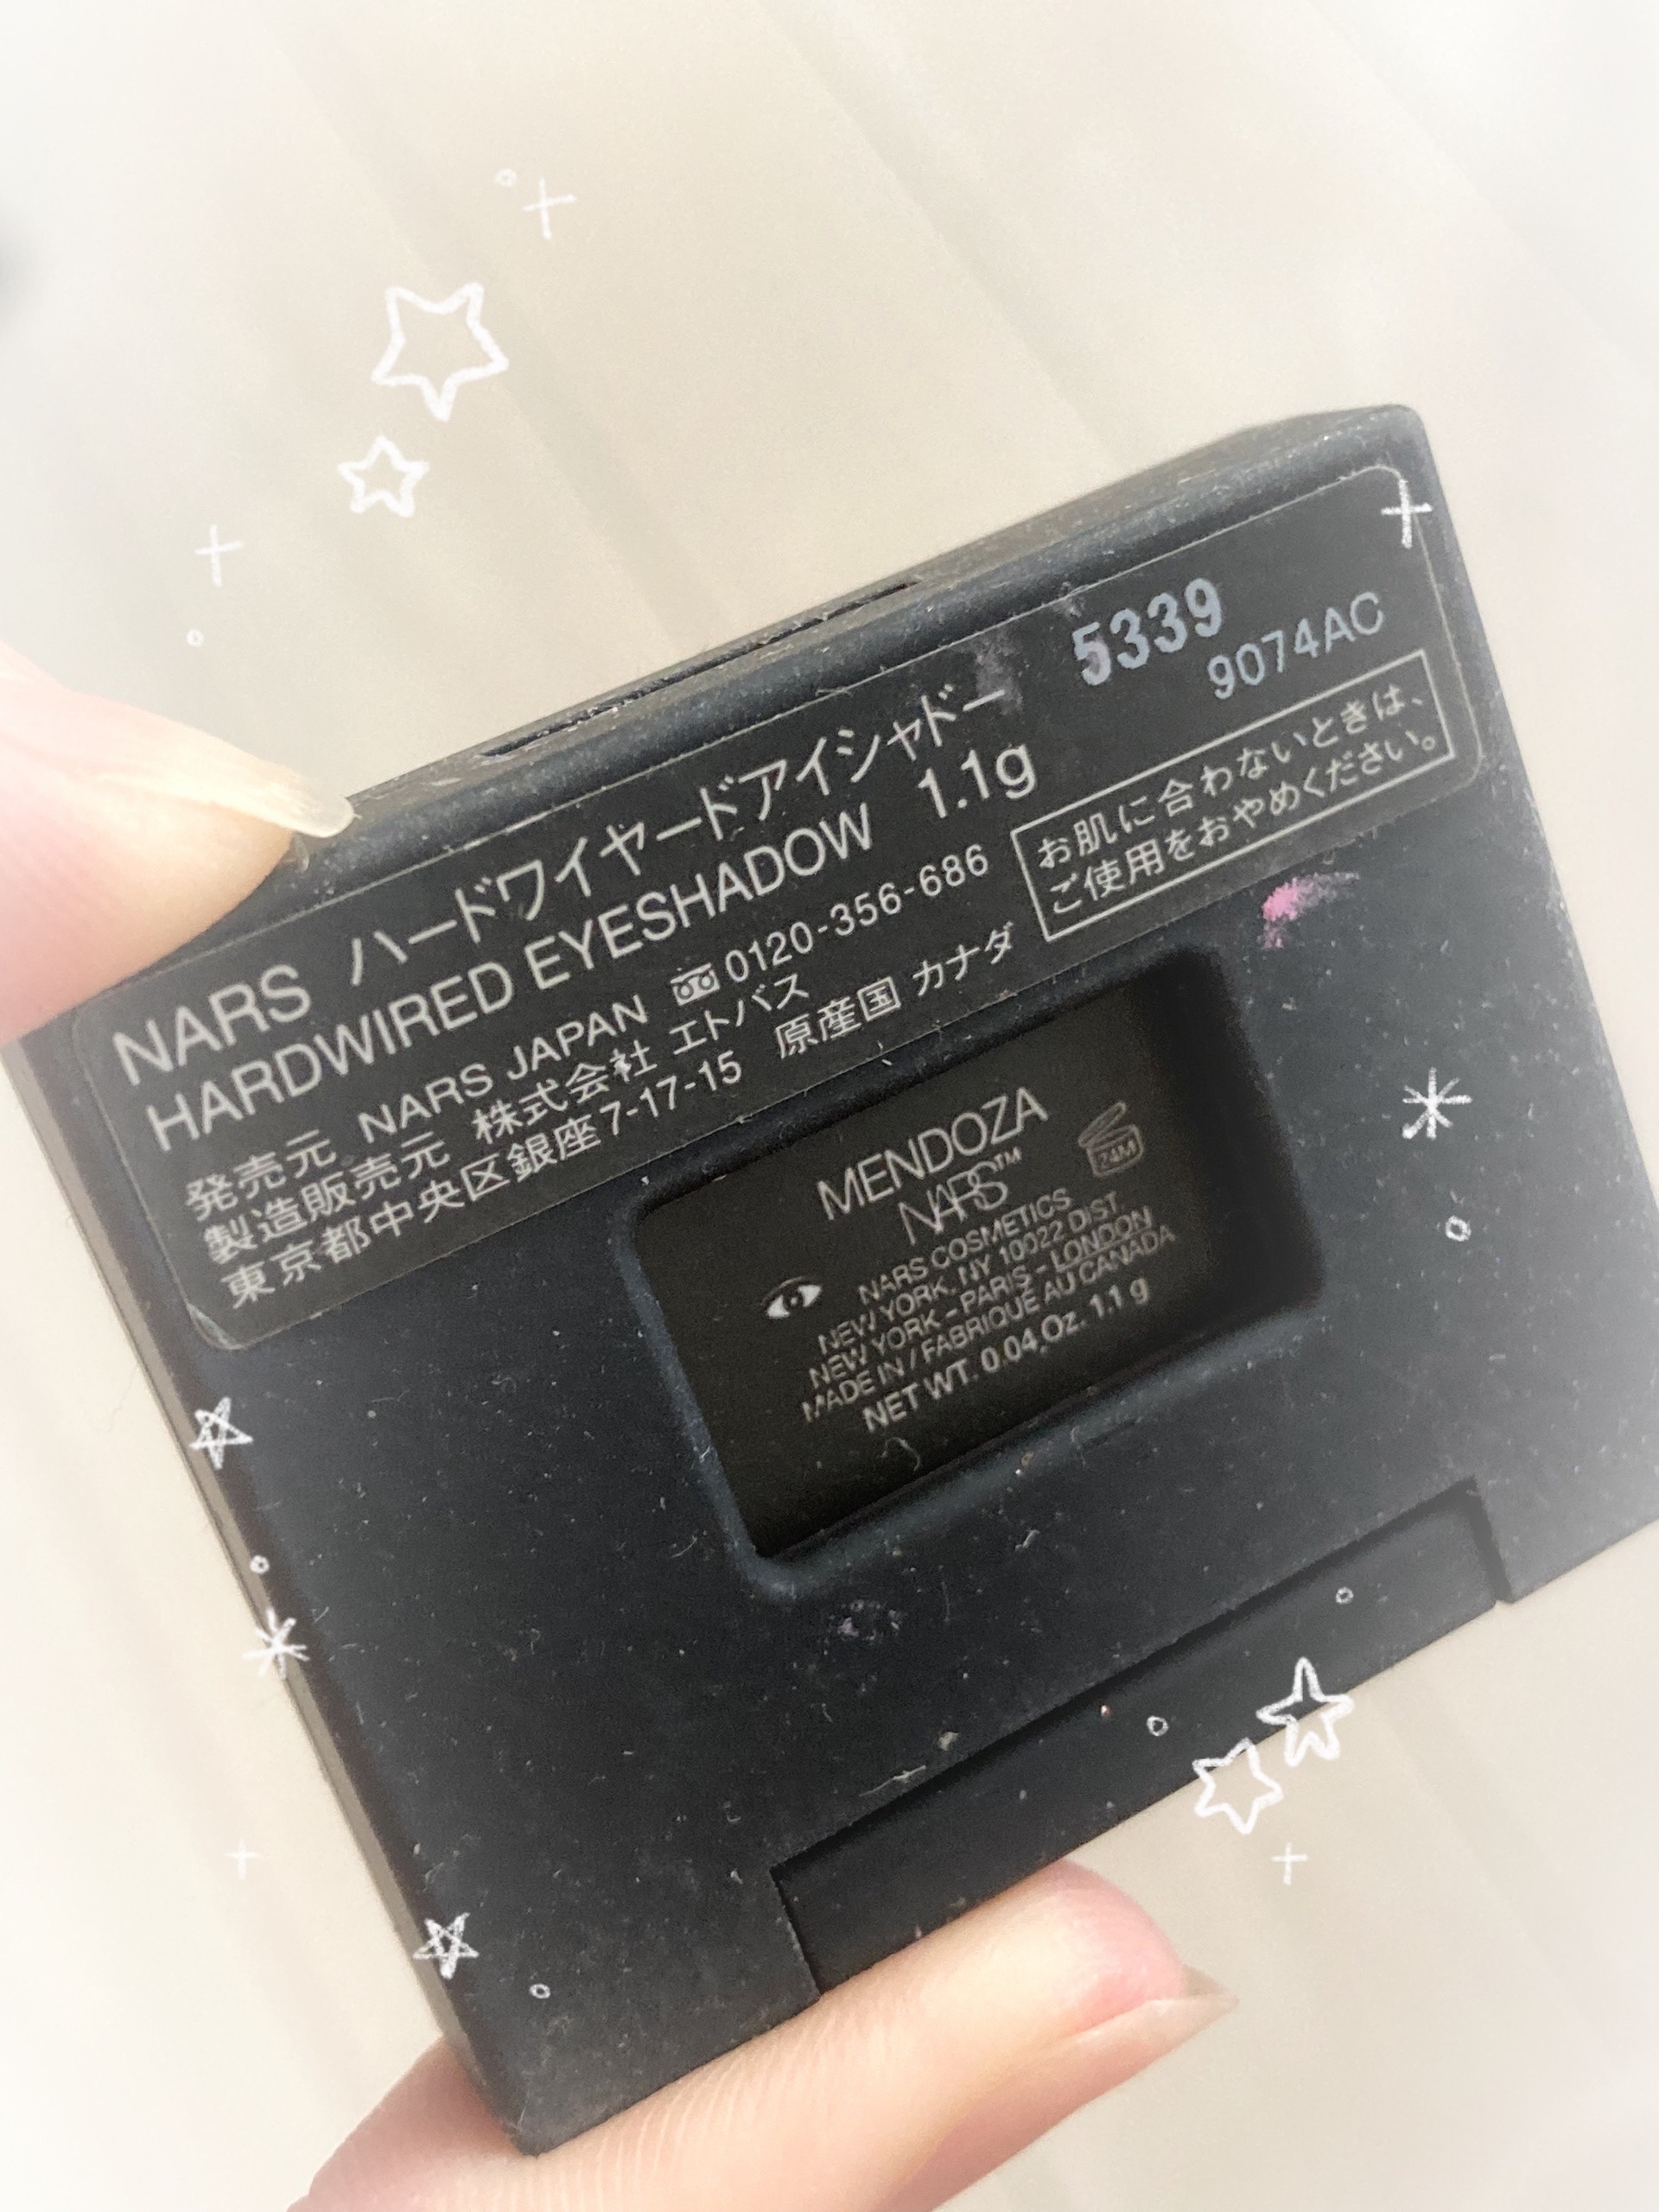 NARS ハードワイヤードアイシャドー 5339
HARDWIRED EYESHADOW 1.1g 9074AC
発売元 NARS JAPAN 0120-356-686
製造販売元 株式会社 エトバス
東京都中央区銀座7-17-15 原産国 カナダ
お肌に合わないときは、
ご使用をおやめください。
MENDOZA
NARS™
24M
NARS COSMETICS
NEW YORK, NY 10022 DIST.
NEW YORK - PARIS - LONDON
MADE IN / FABRIQUÉ AU CANADA
NET WT. 0.04 Oz. 1.1 g